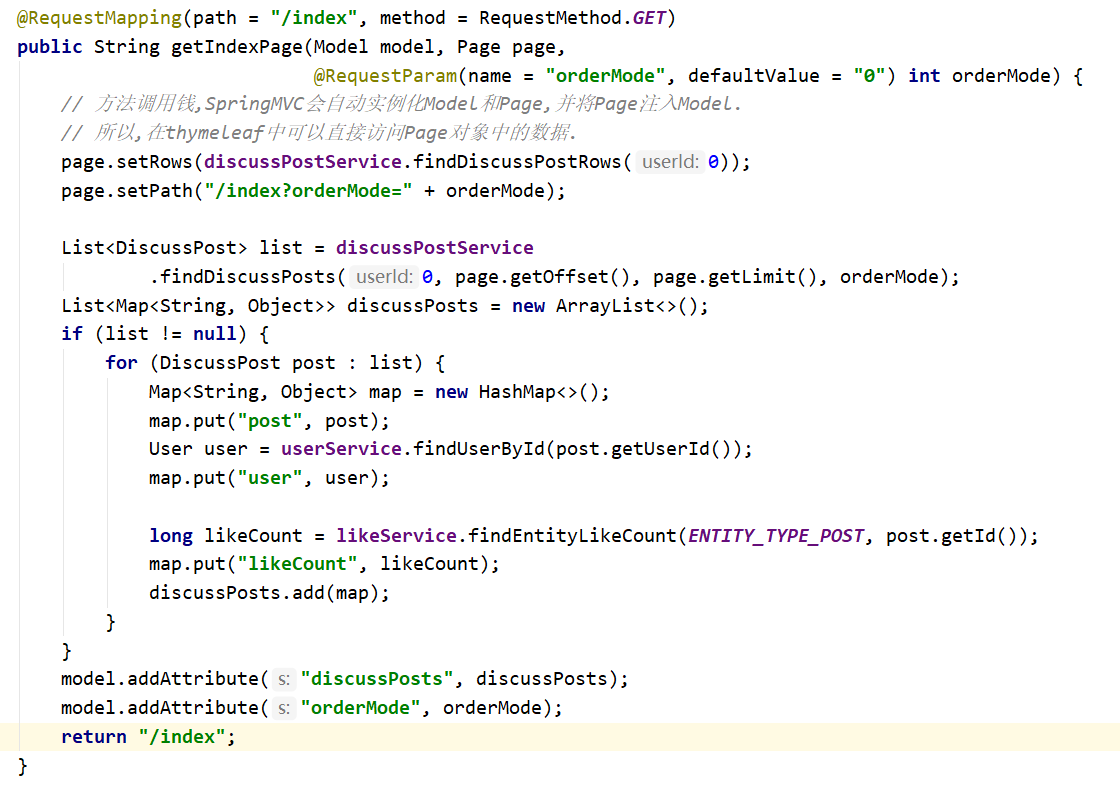 @RequestMapping(path = "/index", method = RequestMethod.GET)
public String getIndexPage(Model model, Page page,
                           @RequestParam(name = "orderMode", defaultValue = "0") int orderMode) {
    // 方法调用钱,SpringMVC会自动实例化Model和Page,并将Page注入Model.
    // 所以,在thymeleaf中可以直接访问Page对象中的数据.
    page.setRows(discussPostService.findDiscussPostRows( userId: 0));
    page.setPath("/index?orderMode=" + orderMode);

    List<DiscussPost> list = discussPostService
            .findDiscussPosts( userId: 0, page.getOffset(), page.getLimit(), orderMode);
    List<Map<String, Object>> discussPosts = new ArrayList<>();
    if (list != null) {
        for (DiscussPost post : list) {
            Map<String, Object> map = new HashMap<>();
            map.put("post", post);
            User user = userService.findUserById(post.getUserId());
            map.put("user", user);

            long likeCount = likeService.findEntityLikeCount(ENTITY_TYPE_POST, post.getId());
            map.put("likeCount", likeCount);
            discussPosts.add(map);
        }
    }
    model.addAttribute( s: "discussPosts", discussPosts);
    model.addAttribute( s: "orderMode", orderMode);
    return "/index";
}